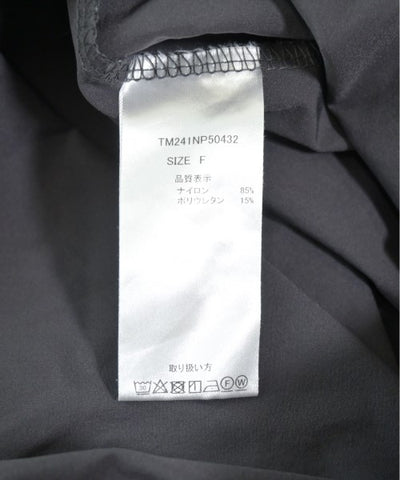 TM241NP50432
SIZE F
品質表示
ナイロン 85%
ポリウレタン 15%
取り扱い方